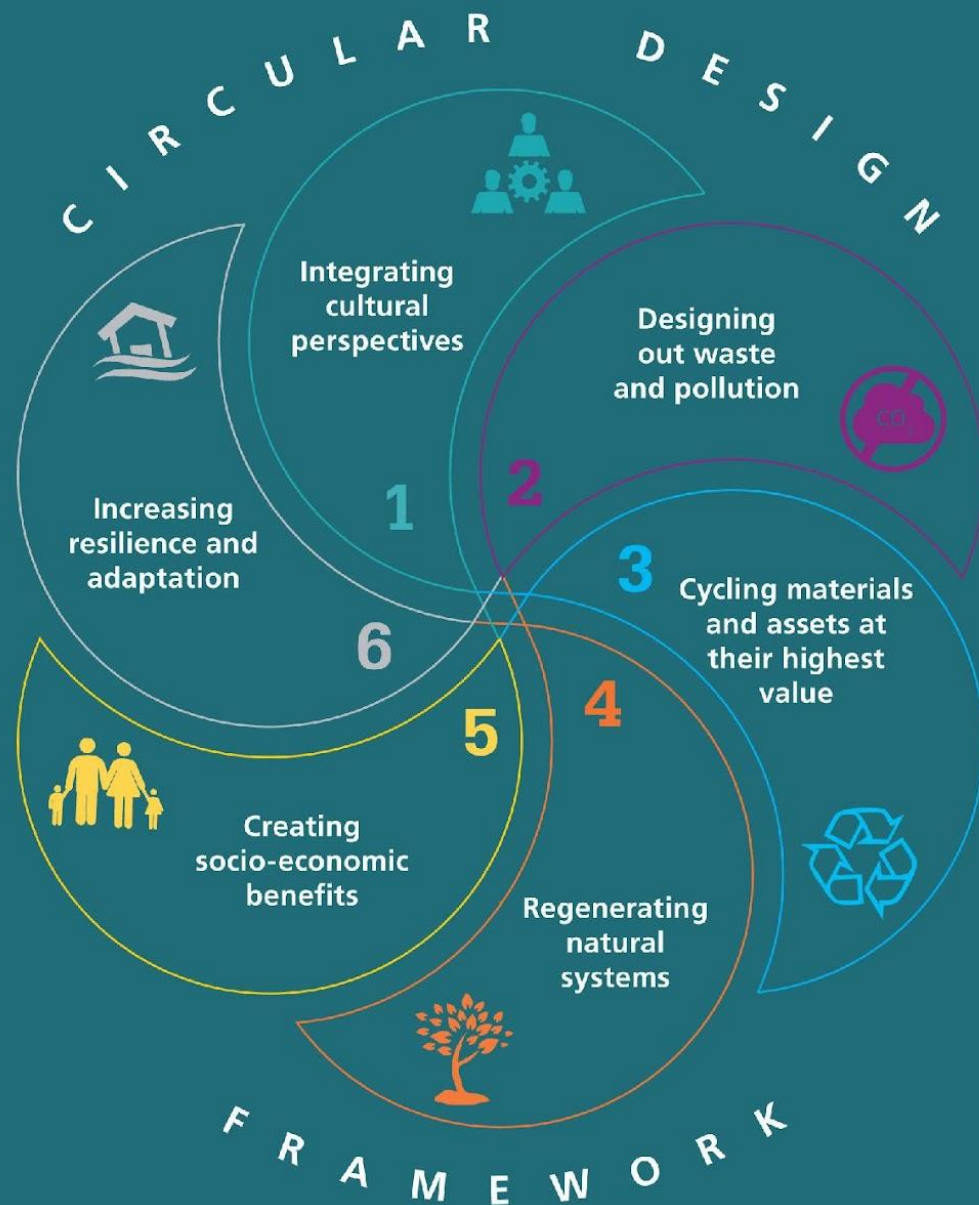 CIRCULAR DESIGN
1
Integrating
cultural
perspectives
2
Designing
out waste
and pollution
CO
3
Cycling materials
and assets at
their highest
value
4
Regenerating
natural
systems
5
Creating
socio-economic
benefits
6
Increasing
resilience and
adaptation
FRAMEWORK